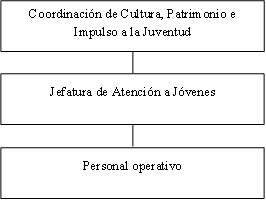 Coordinación de Cultura, Patrimonio e
Impulso a la Juventud
Jefatura de Atención a Jóvenes
Personal operativo